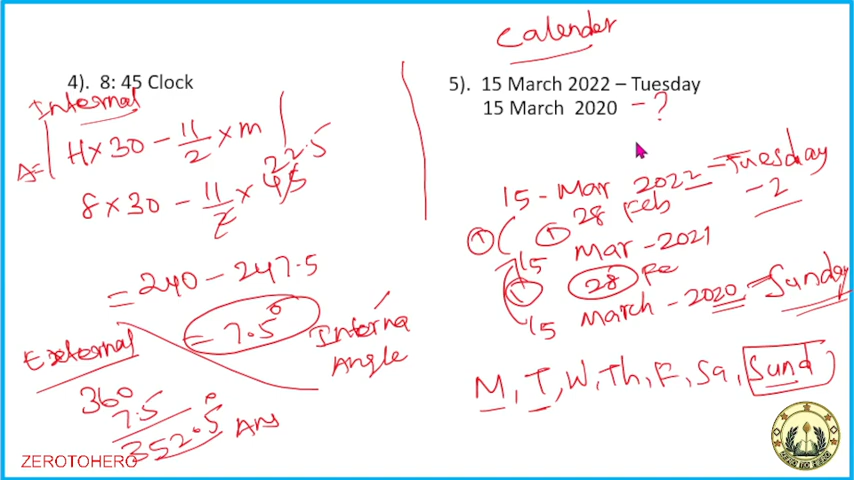 Calender
4). 8: 45 Clock
Internal
A= | H × 30 - 11/2 × m |
22.5
8 × 30 - 11/2 × 45
= 240 - 247.5
= 7.5°
Interna
Angle
External
360
7.5
352.5° Ans
ZEROTOHERO
5). 15 March 2022 – Tuesday
15 March 2020 - ?
15 - Mar 2022 - Tuesday
- 2
1 1 28 Feb
15 Mar - 2021
1 28 Fe
15 March - 2020 - Sunday
M, T, W, Th, F, Sa, Sund